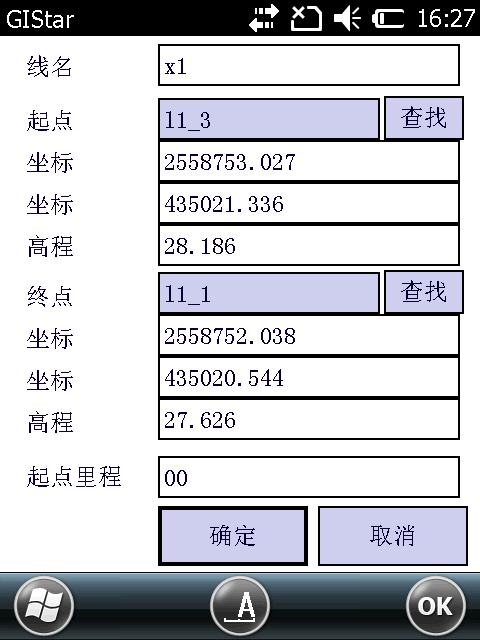 GIStar 16:27
线名 x1
起点 l1_3 查找
坐标 2558753.027
坐标 435021.336
高程 28.186
终点 l1_1 查找
坐标 2558752.038
坐标 435020.544
高程 27.626
起点里程 00
确定 取消
A OK